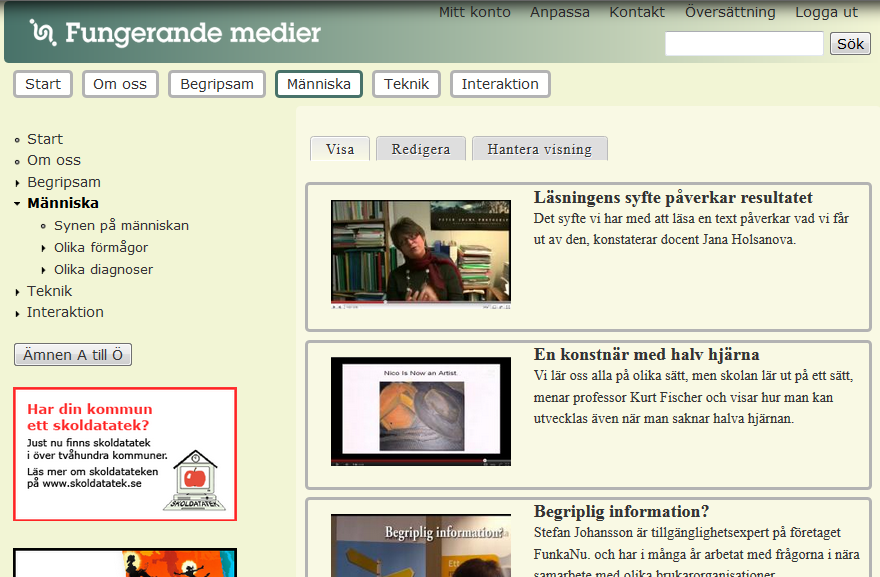 Mitt konto Anpassa Kontakt Översättning Logga ut
Fungerande medier
Sök
Start Om oss Begripsam Människa Teknik Interaktion
Start
Om oss
Begripsam
Människa
Synen på människan
Olika förmågor
Olika diagnoser
Teknik
Interaktion
Ämnen A till Ö
Har din kommun
ett skoldatatek?
Just nu finns skoldatatek
i över tvåhundra kommuner.
Läs mer om skoldatateken
på www.skoldatatek.se
SKOLDATATEK
Visa Redigera Hantera visning
Läsningens syfte påverkar resultatet
Det syfte vi har med att läsa en text påverkar vad vi får
ut av den, konstaterar docent Jana Holsanova.
Nico Is Now an Artist
En konstnär med halv hjärna
Vi lär oss alla på olika sätt, men skolan lär ut på ett sätt,
menar professor Kurt Fischer och visar hur man kan
utvecklas även när man saknar halva hjärnan.
Begriplig information?
Begriplig information?
Stefan Johansson är tillgänglighetsexpert på företaget
FunkaNu. och har i många år arbetat med frågorna i nära
samarbete med olika brukarorganisationer.